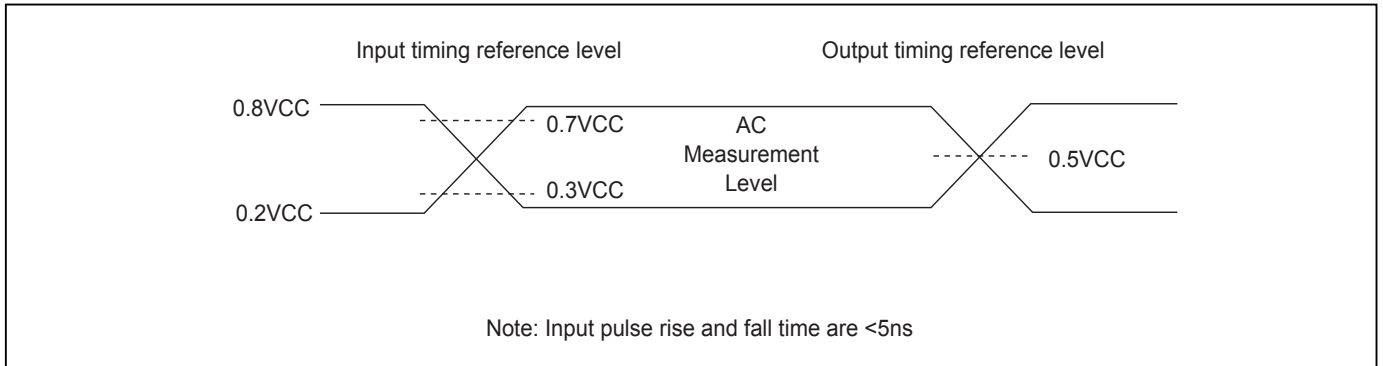 Input timing reference level
Output timing reference level
0.8VCC
0.7VCC
AC
Measurement
Level
0.5VCC
0.3VCC
0.2VCC
Note: Input pulse rise and fall time are <5ns